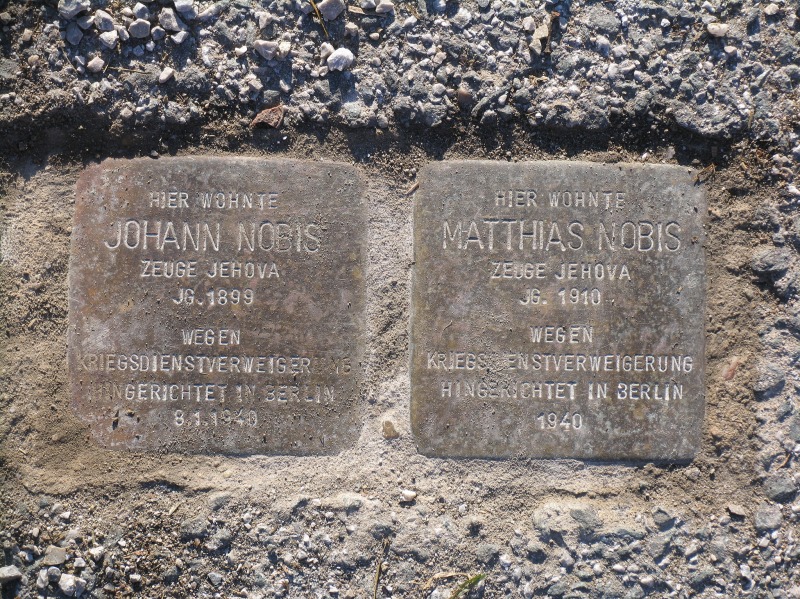 HIER WOHNTE
JOHANN NOBIS
ZEUGE JEHOVA
JG. 1899
WEGEN
KRIEGSDIENSTVERWEIGERUNG
HINGERICHTET IN BERLIN
8.1.1940
HIER WOHNTE
MATTHIAS NOBIS
ZEUGE JEHOVA
JG. 1910
WEGEN
KRIEGSDIENSTVERWEIGERUNG
HINGERICHTET IN BERLIN
1940